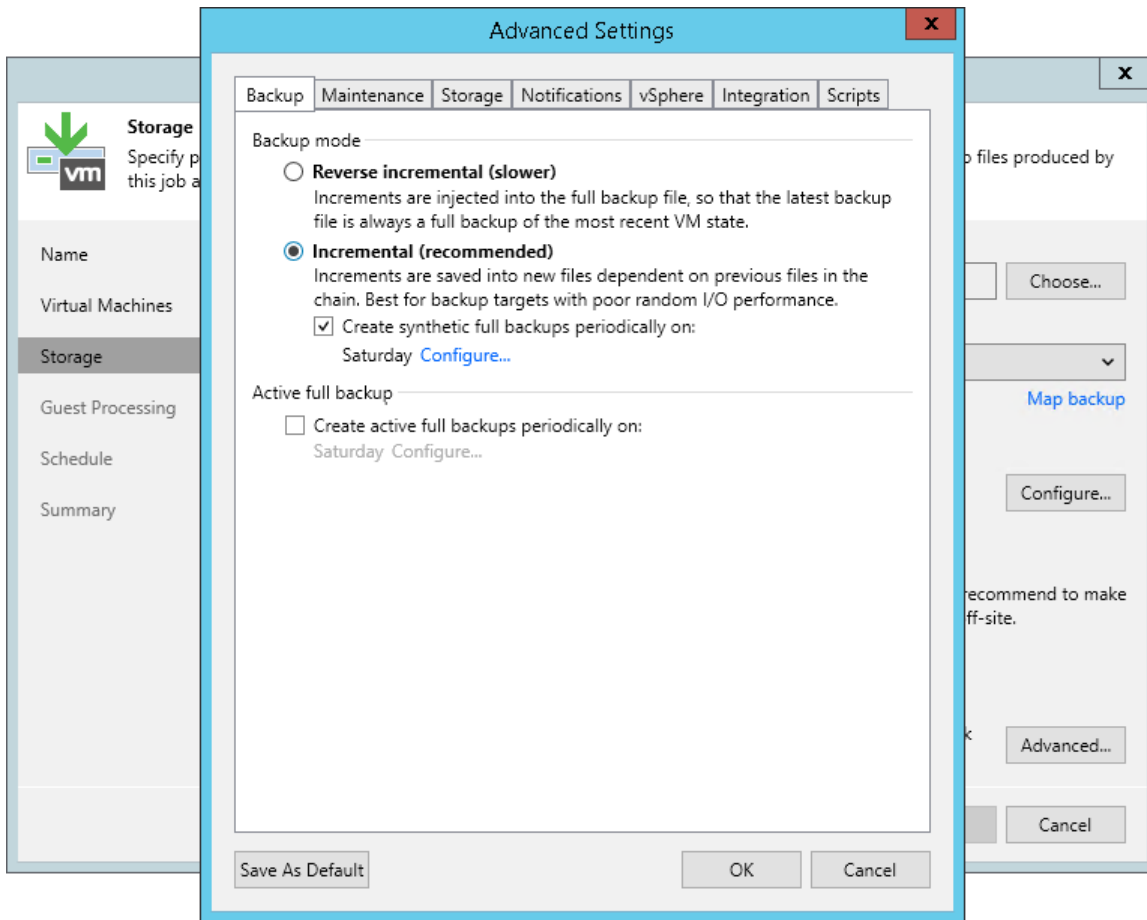 Advanced Settings
x
x
Backup
Maintenance
Storage
Notifications
vSphere
Integration
Scripts
Backup mode
Reverse incremental (slower)
Increments are injected into the full backup file, so that the latest backup
file is always a full backup of the most recent VM state.
Incremental (recommended)
Increments are saved into new files dependent on previous files in the
chain. Best for backup targets with poor random I/O performance.
Create synthetic full backups periodically on:
Saturday Configure...
Active full backup
Create active full backups periodically on:
Saturday Configure...
Save As Default
OK
Cancel
vm
Storage
Specify
this job
files produced by
Name
Virtual Machines
Storage
Guest Processing
Schedule
Summary
Choose...
Map backup
Configure...
recommend to make
ff-site.
Advanced...
Cancel